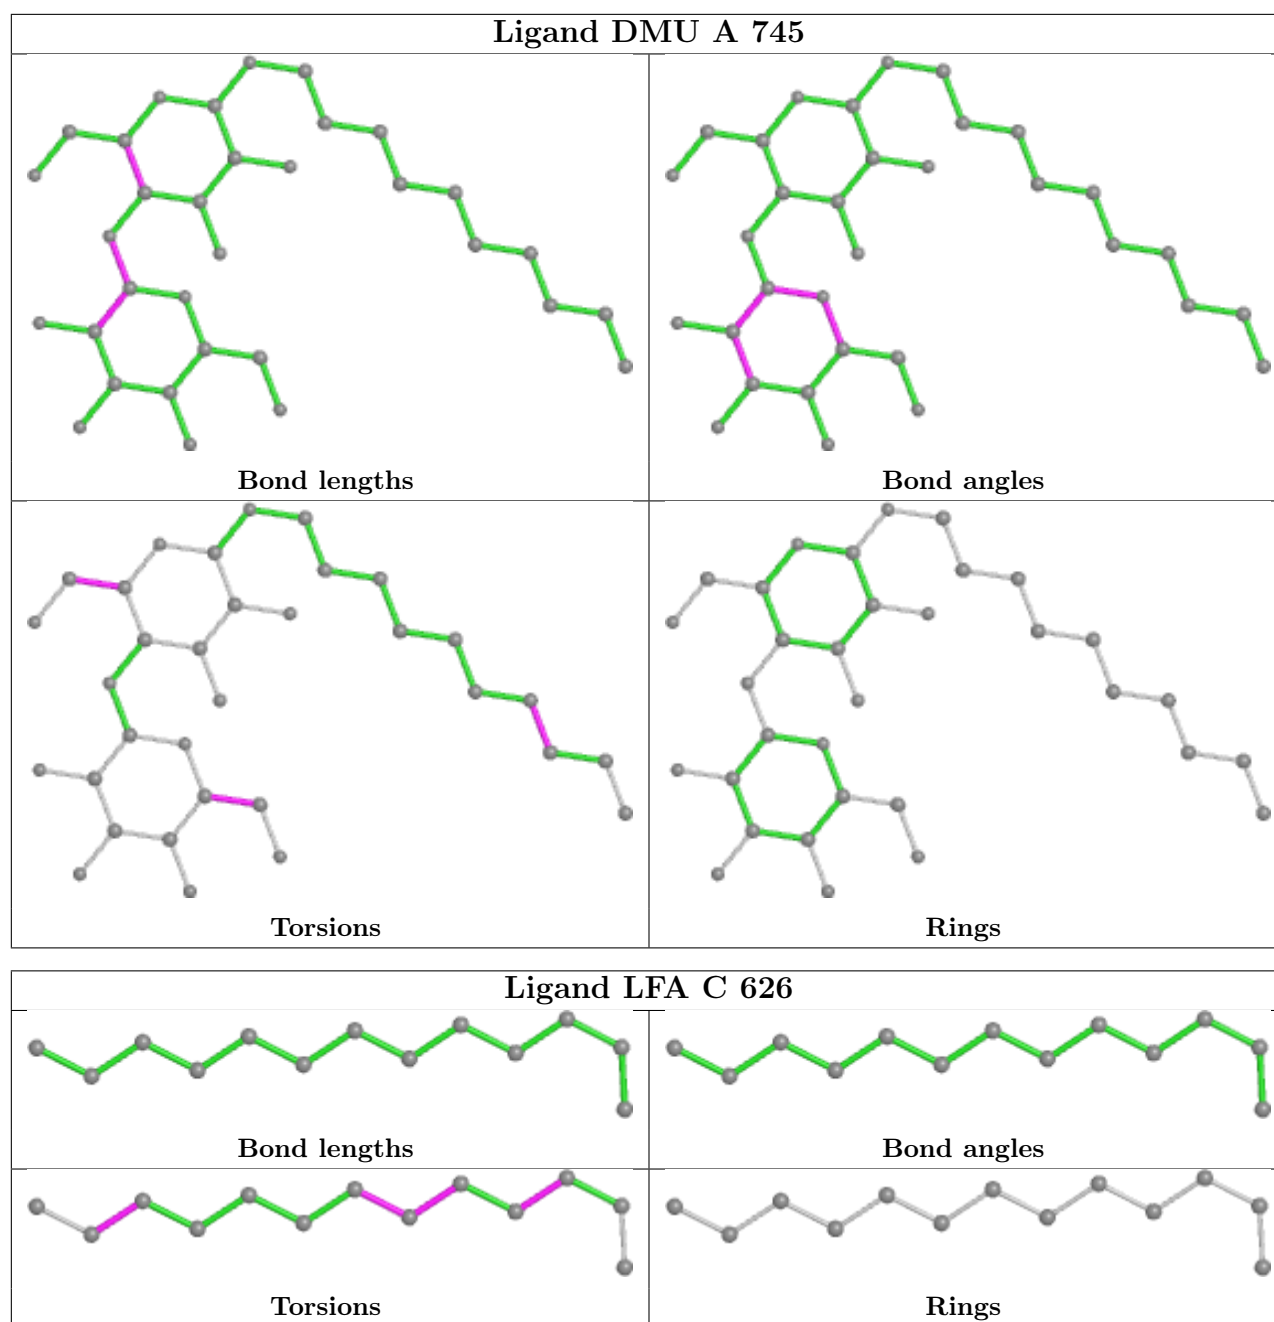 Ligand DMU A 745
Bond lengths
Bond angles
Torsions
Rings
Ligand LFA C 626
Bond lengths
Bond angles
Torsions
Rings